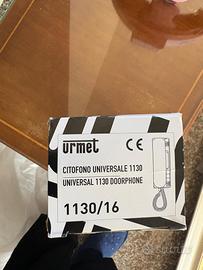 urmet
CE
CITOFONO UNIVERSALE 1130
UNIVERSAL 1130 DOORPHONE
1130/16